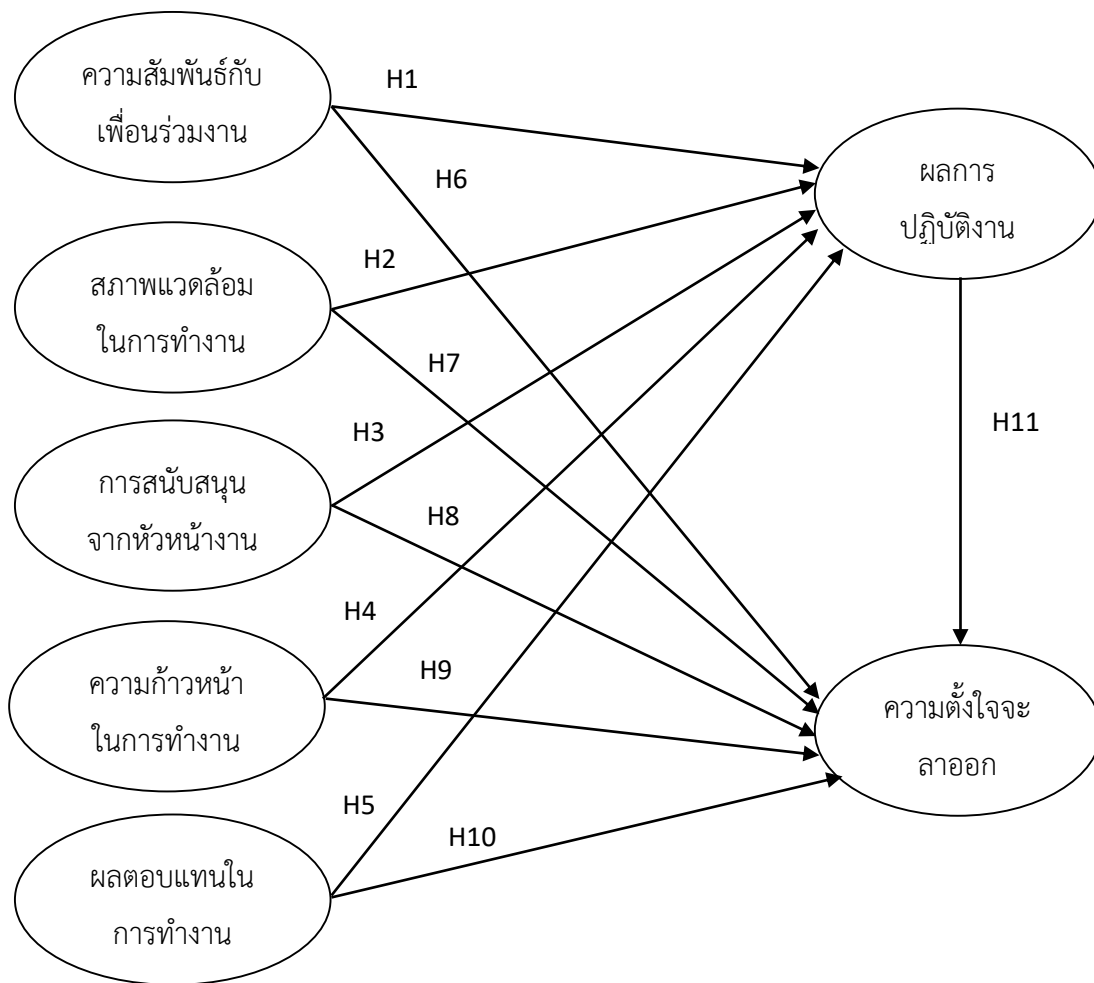 ความสัมพันธ์กับ
เพื่อนร่วมงาน
H1
H6
ผลการ
ปฏิบัติงาน
สภาพแวดล้อม
ในการทำงาน
H2
H7
การสนับสนุน
จากหัวหน้างาน
H3
H8
H11
ความก้าวหน้า
ในการทำงาน
H4
H9
ความตั้งใจจะ
ลาออก
ผลตอบแทนใน
การทำงาน
H5
H10